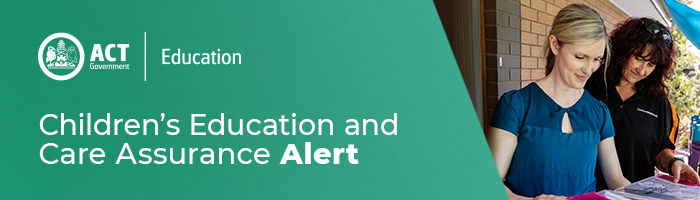 ACT
Government
Education
Children's Education and
Care Assurance Alert